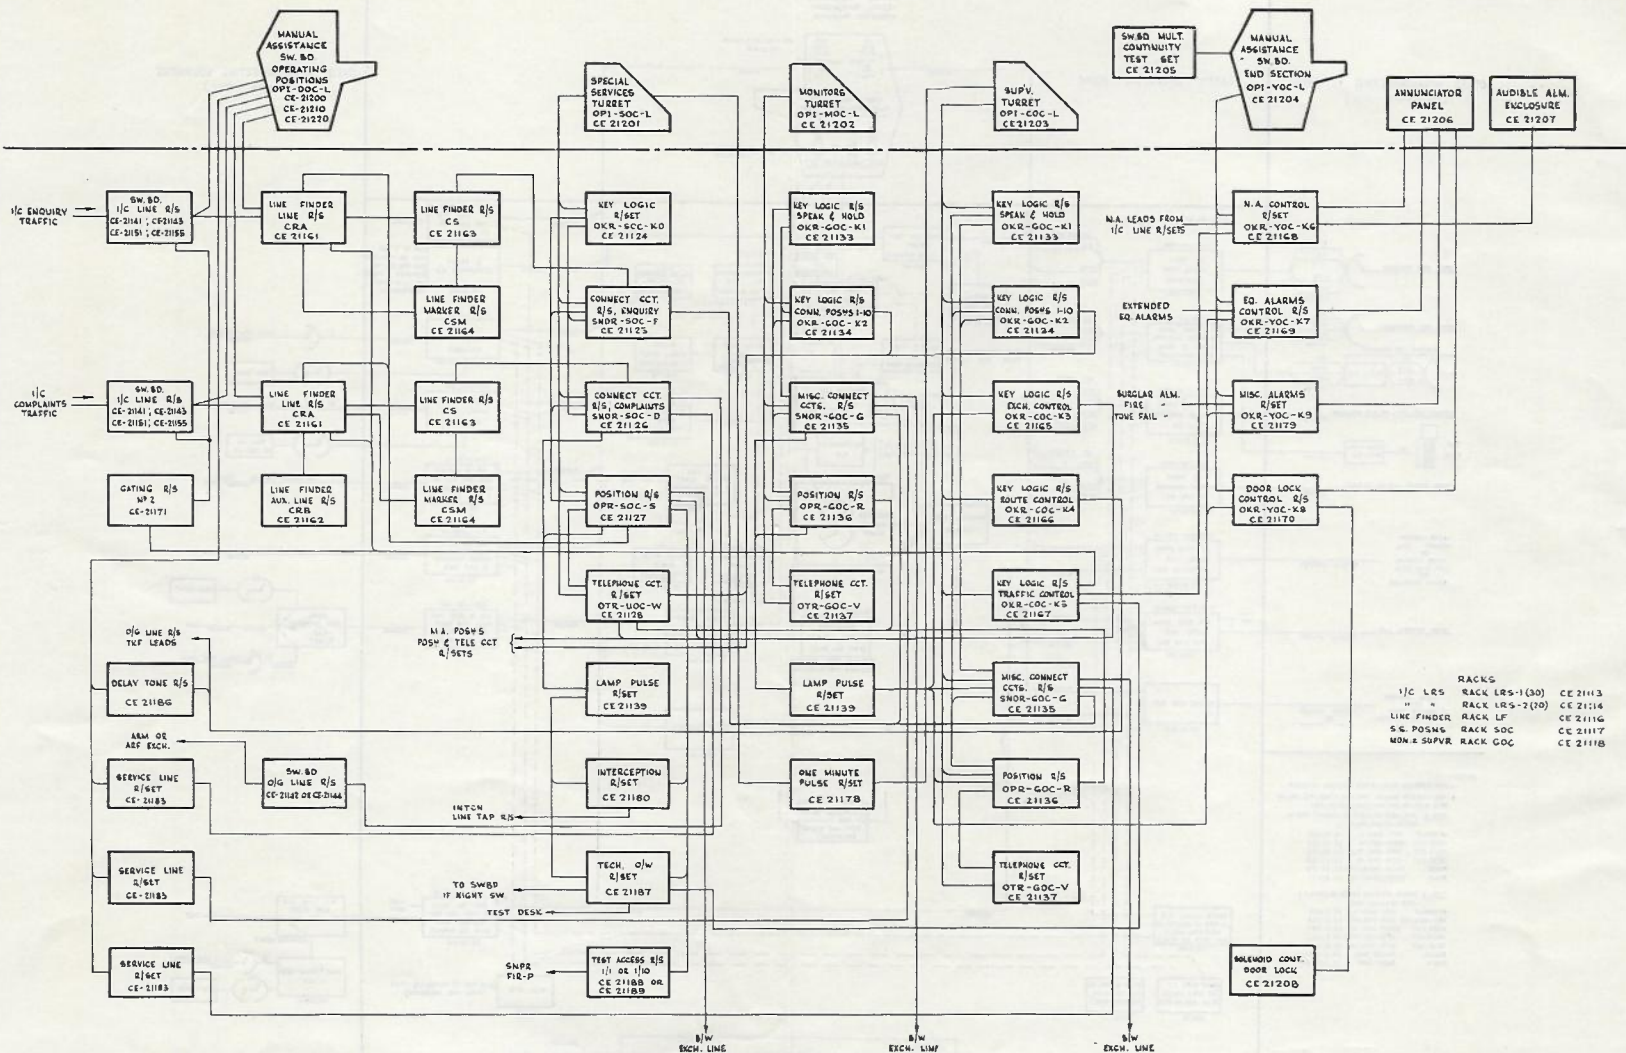 MANUAL
ASSISTANCE
SW. BD
OPERATING
POSITIONS
OPI-DOC-L
CE-21200
CE-21210
CE-21220
SPECIAL
SERVICES
TURRET
OPI-SOC-L
CE 21201
MONITORS
TURRET
OPI-MOC-L
CE 21202
SUP'V.
TURRET
OPI-COC-L
CE21203
SW.BD MULT.
CONTINUITY
TEST SET
CE 21205
MANUAL
ASSISTANCE
SW. BD.
END SECTION
OPI-YOC-L
CE 21204
ANNUNCIATOR
PANEL
CE 21206
AUDIBLE ALM.
ENCLOSURE
CE 21207
I/C ENQUIRY
TRAFFIC
SW. BD.
I/C LINE R/S
CE-21141; CE-21143
CE-21151; CE-21155
LINE FINDER
LINE R/S
CRA
CE 21161
LINE FINDER R/S
CS
CE 21163
KEY LOGIC
R/SET
OKR-SCC-K0
CE 21124
KEY LOGIC R/S
SPEAK & HOLD
OKR-GOC-K1
CE 21133
KEY LOGIC R/S
SPEAK & HOLD
OKR-GOC-K1
CE 21133
N.A. LEADS FROM
I/C LINE R/SETS
N.A. CONTROL
R/SET
OKR-YOC-K6
CE 21168
LINE FINDER
MARKER R/S
CSM
CE 21164
CONNECT CCT.
R/S, ENQUIRY
SNOR-SOC-F
CE 21125
KEY LOGIC R/S
CONN. POSNS 1-10
OKR-GOC-K2
CE 21134
KEY LOGIC R/S
CONN. POSNS 1-10
OKR-GOC-K2
CE 21134
EXTENDED
EQ. ALARMS
EQ. ALARMS
CONTROL R/S
OKR-YOC-K7
CE 21169
I/C
COMPLAINTS
TRAFFIC
SW. BD.
I/C LINE R/S
CE-21141; CE-21143
CE-21151; CE-21155
LINE FINDER
LINE R/S
CRA
CE 21161
LINE FINDER R/S
CS
CE 21163
CONNECT CCT.
R/S, COMPLAINTS
SNOR-SOC-D
CE 21126
MISC. CONNECT
CCTS. R/S
SNOR-GOC-G
CE 21135
KEY LOGIC R/S
EXCH. CONTROL
OKR-COC-K3
CE 21165
BURGLAR ALM.
FIRE "
TONE FAIL "
MISC. ALARMS
R/SET
OKR-YOC-K9
CE 21179
GATING R/S
Nº 2
CE-21171
LINE FINDER
AUX. LINE R/S
CRB
CE 21162
LINE FINDER
MARKER R/S
CSM
CE 21164
POSITION R/S
OPR-SOC-S
CE 21127
POSITION R/S
OPR-GOC-R
CE 21136
KEY LOGIC R/S
ROUTE CONTROL
OKR-COC-K4
CE 21166
DOOR LOCK
CONTROL R/S
OKR-YOC-K8
CE 21170
TELEPHONE CCT.
R/SET
OTR-UOC-W
CE 21128
TELEPHONE CCT.
R/SET
OTR-GOC-V
CE 21137
KEY LOGIC R/S
TRAFFIC CONTROL
OKR-COC-K5
CE 21167
O/G LINE R/S
TKF LEADS
M.A. POSNS
POSN & TELE CCT
R/SETS
DELAY TONE R/S
CE 21186
LAMP PULSE
R/SET
CE 21139
LAMP PULSE
R/SET
CE 21139
MISC. CONNECT
CCTS. R/S
SNOR-GOC-G
CE 21135
RACKS
I/C LRS RACK LRS-1(30) CE 21113
" " RACK LRS-2(20) CE 21114
LINE FINDER RACK LF CE 21116
S.S. POSNS RACK SOC CE 21117
MON. & SUPVR RACK GOC CE 21118
ARM OR
ARF EXCH.
SERVICE LINE
R/SET
CE-21183
SW. BD
O/G LINE R/S
CE-21142 OR CE-21144
INTCN
LINE TAP R/S
INTERCEPTION
R/SET
CE 21180
ONE MINUTE
PULSE R/SET
CE 21178
POSITION R/S
OPR-GOC-R
CE 21136
SERVICE LINE
R/SET
CE-21183
TO SWBD
IF NIGHT SW
TEST DESK
TECH. O/W
R/SET
CE 21187
TELEPHONE CCT.
R/SET
OTR-GOC-V
CE 21137
SERVICE LINE
R/SET
CE-21183
SNPR
FIR-P
TEST ACCESS R/S
1/1 OR 1/10
CE 21188 OR
CE 21189
SOLENOID CONT.
DOOR LOCK
CE 21208
B/W
EXCH. LINE
B/W
EXCH. LINE
B/W
EXCH. LINE